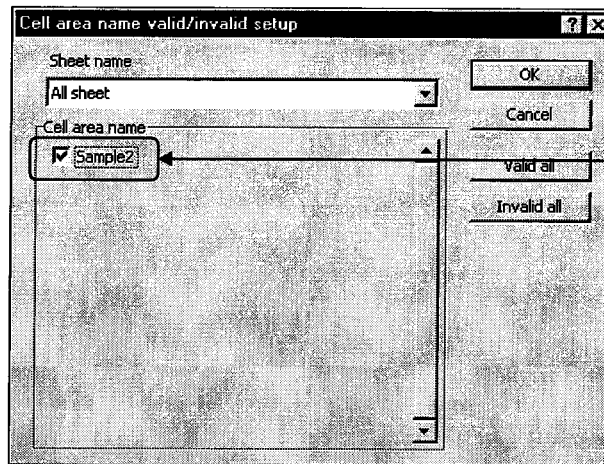 Cell area name valid/invalid setup
Sheet name
All sheet
OK
Cancel
Cell area name
Sample2
Valid all
Invalid all